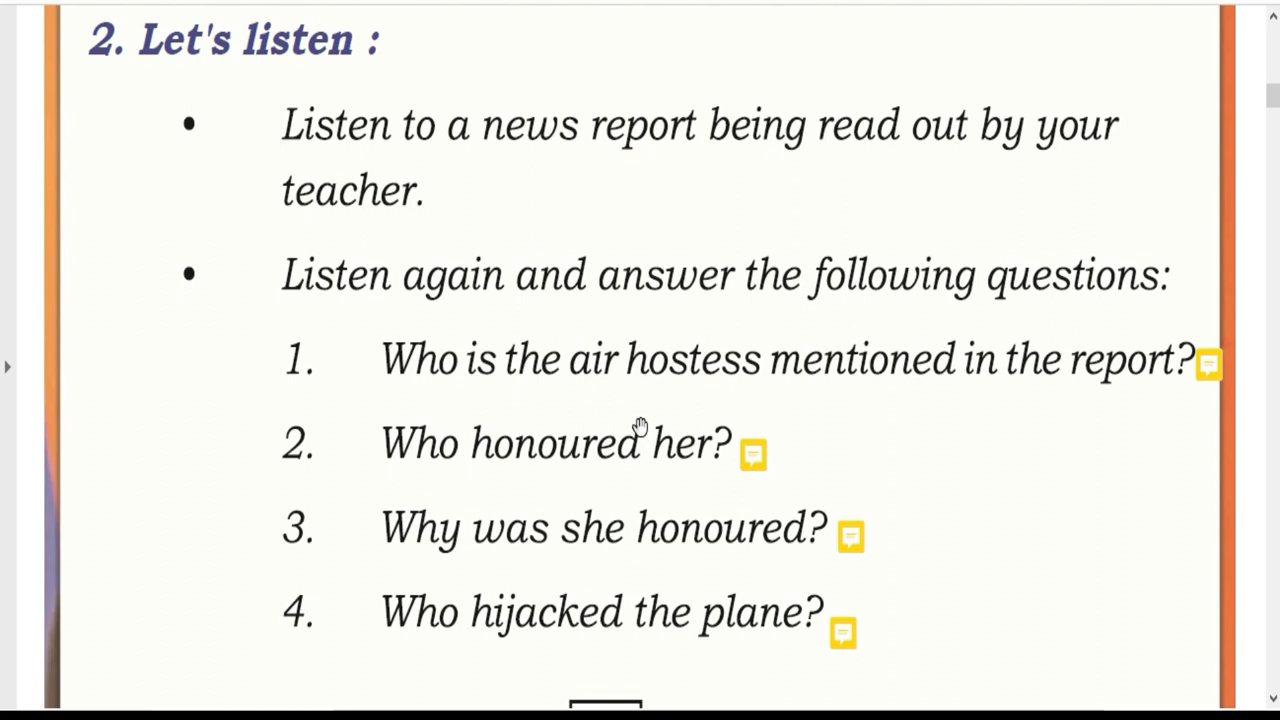 2. Let's listen :
• Listen to a news report being read out by your
teacher.
• Listen again and answer the following questions:
1. Who is the air hostess mentioned in the report?
2. Who honoured her?
3. Why was she honoured?
4. Who hijacked the plane?